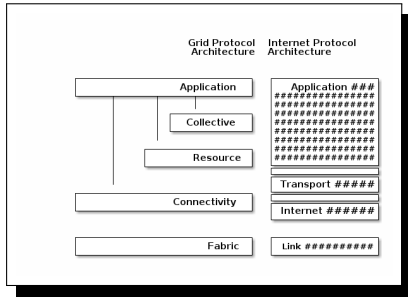 Grid Protocol
Architecture
Internet Protocol
Architecture
Application
Collective
Resource
Connectivity
Fabric
Application ###
################
################
################
################
################
################
################
################
Transport #####
Internet ######
Link ##########